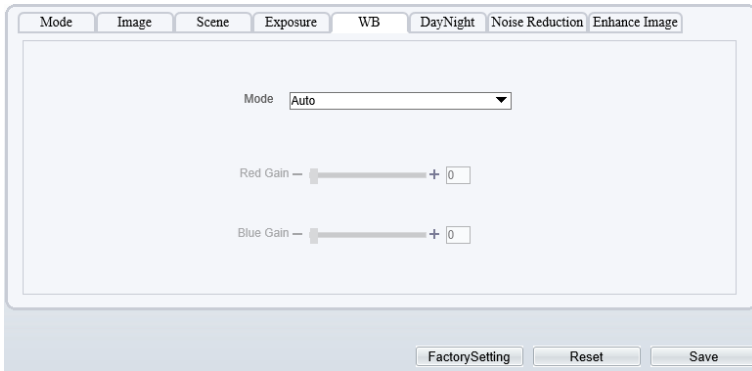 Mode Image Scene Exposure WB DayNight Noise Reduction Enhance Image
Mode Auto
Red Gain − + 0
Blue Gain − + 0
FactorySetting Reset Save